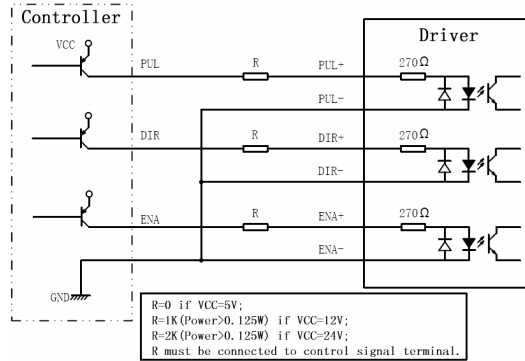 Controller
Driver
VCC
PUL
R
PUL+
270Ω
PUL-
DIR
R
DIR+
270Ω
DIR-
ENA
R
ENA+
270Ω
ENA-
GND
R=0 if VCC=5V;
R=1K(Power>0.125W) if VCC=12V;
R=2K(Power>0.125W) if VCC=24V;
R must be connected to control signal terminal.